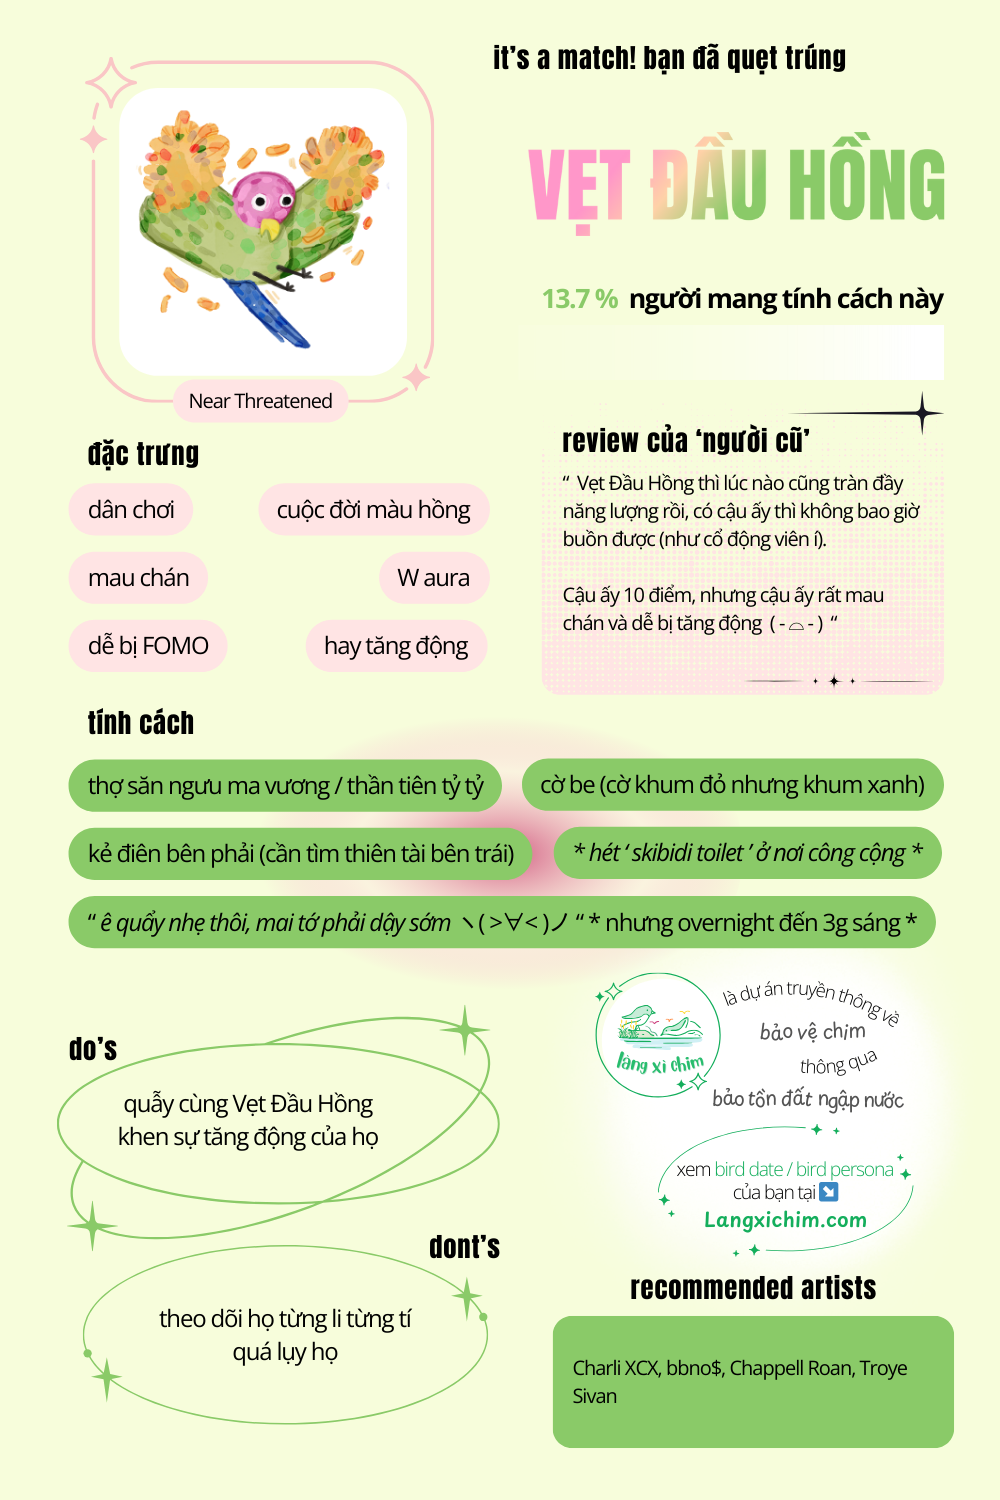 it’s a match! bạn đã quẹt trúng
VẸT ĐẦU HỒNG
13.7 % người mang tính cách này
Near Threatened
đặc trưng
dân chơi
cuộc đời màu hồng
mau chán
W aura
dễ bị FOMO
hay tăng động
review của ‘người cũ’
“ Vẹt Đầu Hồng thì lúc nào cũng tràn đầy
năng lượng rồi, có cậu ấy thì không bao giờ
buồn được (như cổ động viên í).
Cậu ấy 10 điểm, nhưng cậu ấy rất mau
chán và dễ bị tăng động ( - ⌓ - ) “
tính cách
thợ săn ngưu ma vương / thần tiên tỷ tỷ
cờ be (cờ khum đỏ nhưng khum xanh)
kẻ điên bên phải (cần tìm thiên tài bên trái)
* hét ‘ skibidi toilet ’ ở nơi công cộng *
“ ê quẩy nhẹ thôi, mai tớ phải dậy sớm ヽ( >∀< )ノ “ * nhưng overnight đến 3g sáng *
do’s
quẫy cùng Vẹt Đầu Hồng
khen sự tăng động của họ
dont’s
theo dõi họ từng li từng tí
quá lụy họ
làng xì chim
là dự án truyền thông về
bảo vệ chim
thông qua
bảo tồn đất ngập nước
xem bird date / bird persona
của bạn tại ↘️
Langxichim.com
recommended artists
Charli XCX, bbno$, Chappell Roan, Troye
Sivan